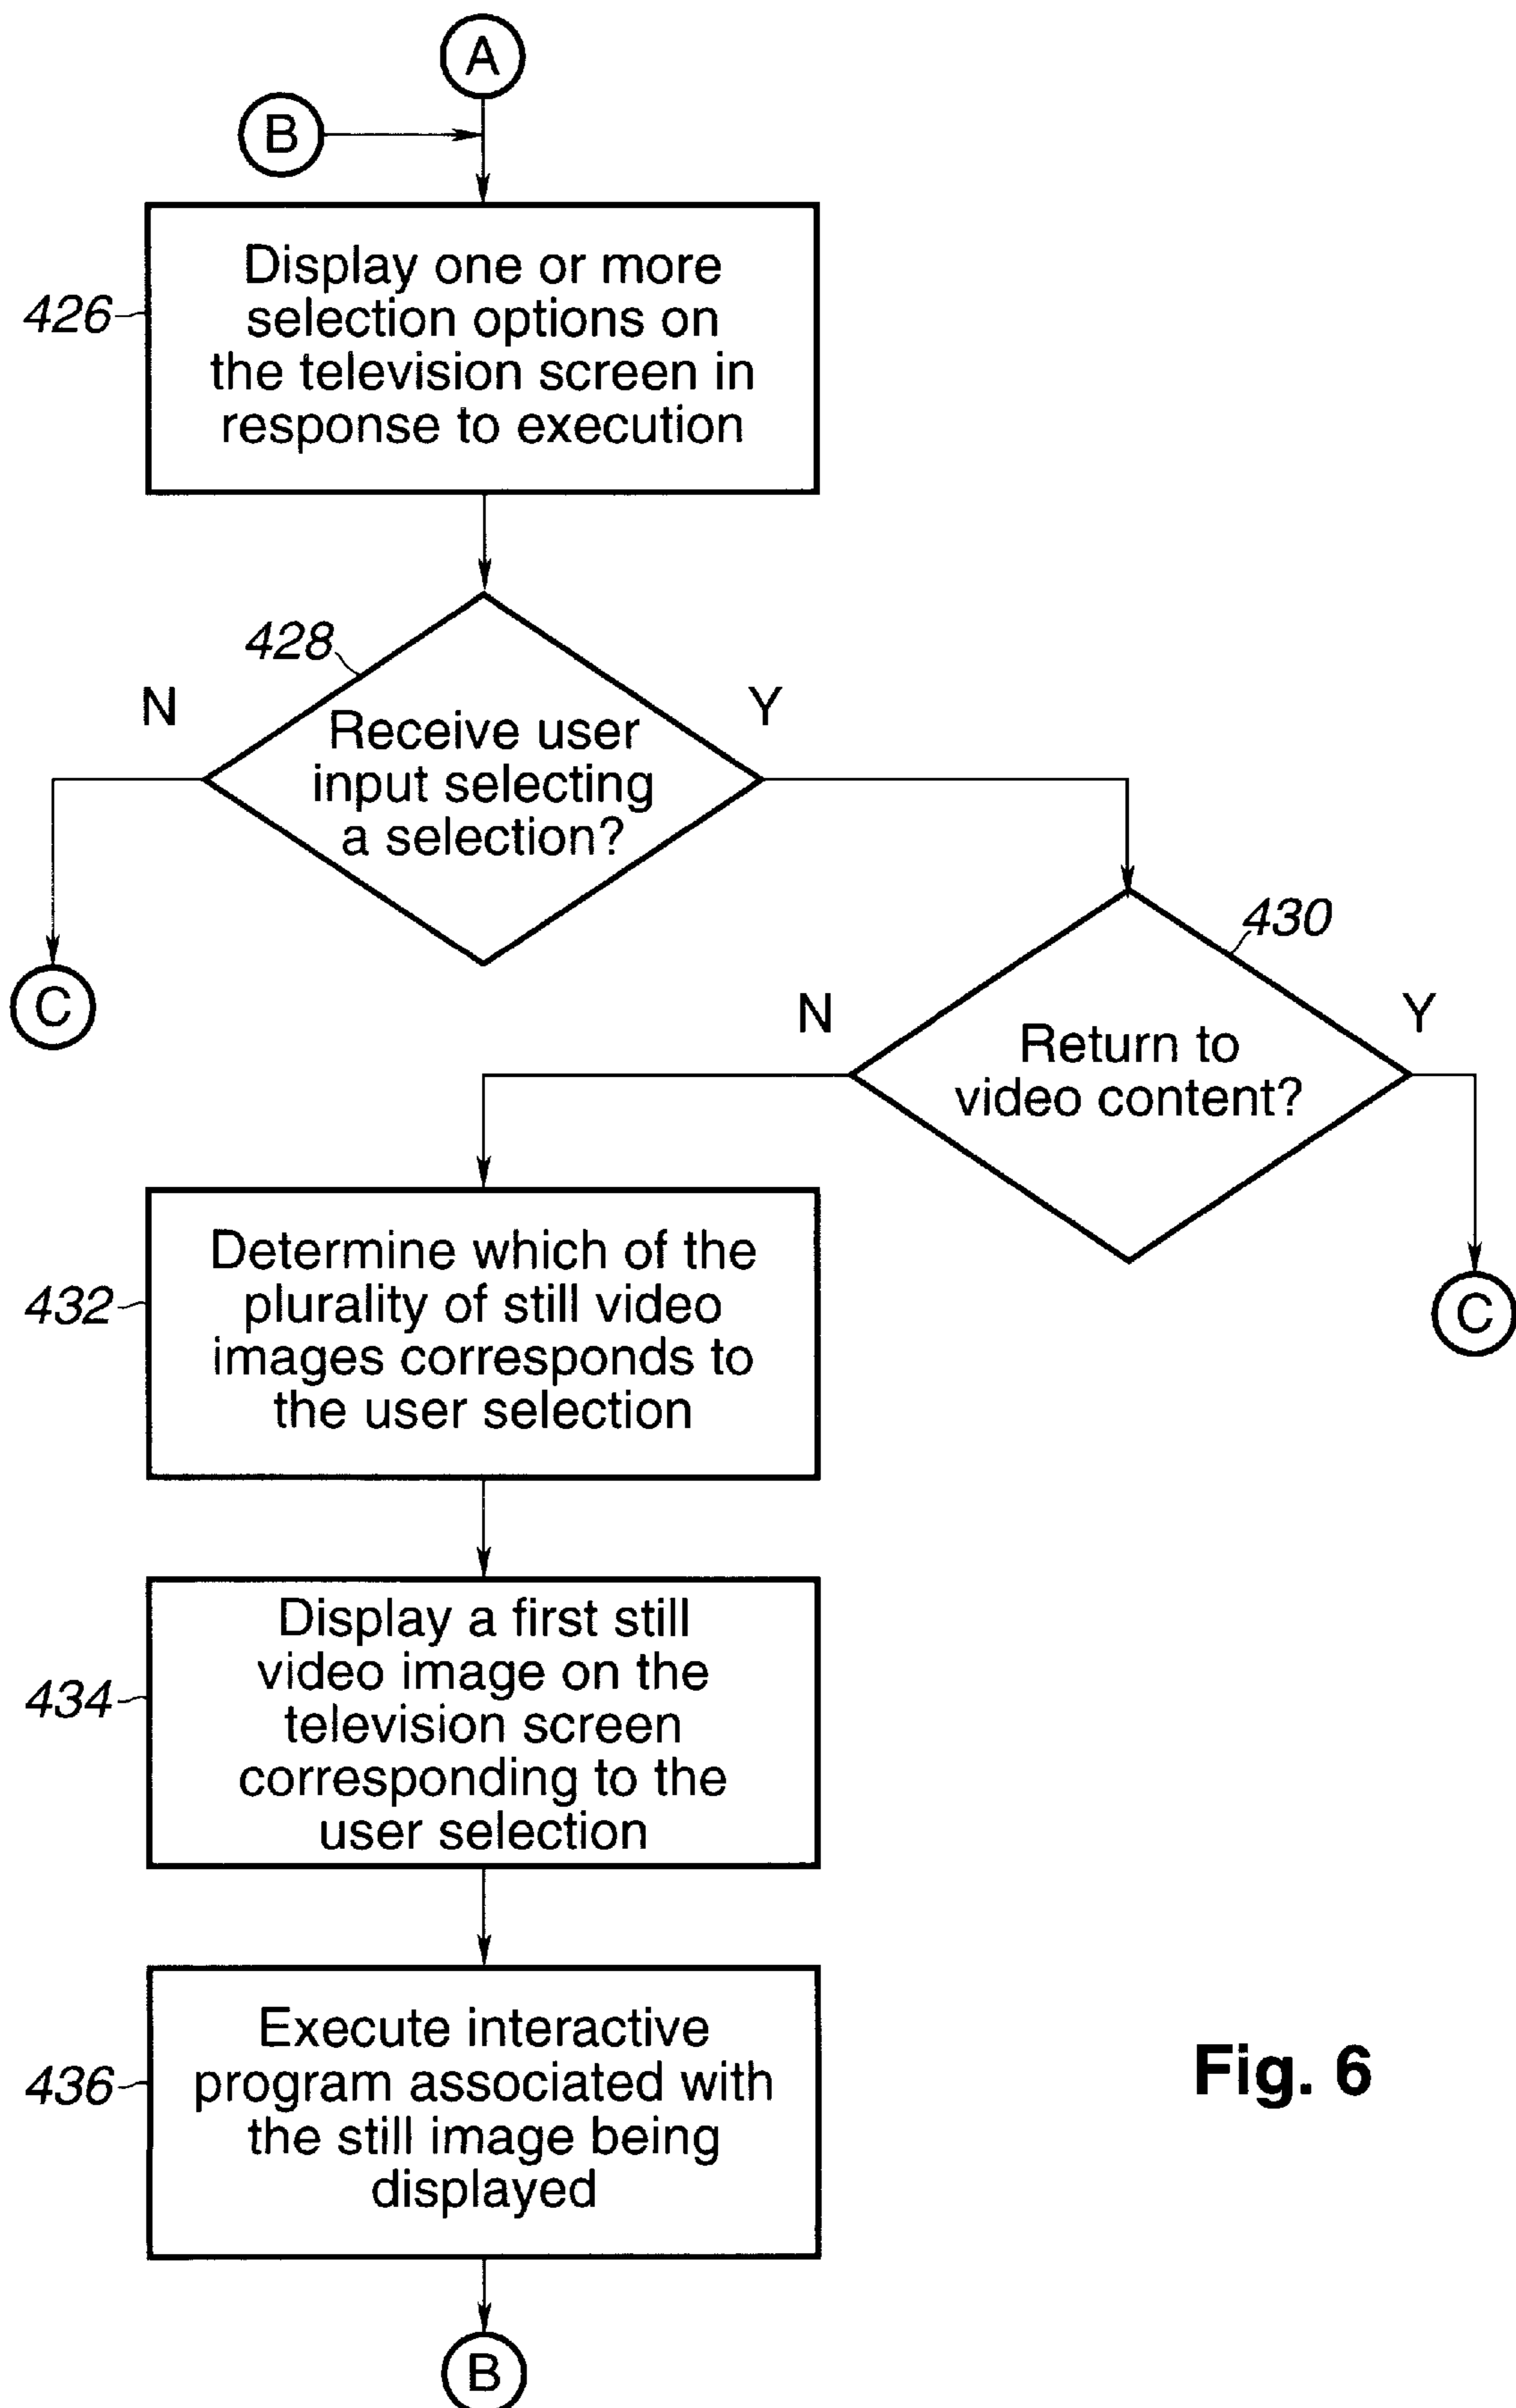 A
B
426
Display one or more
selection options on
the television screen in
response to execution
428
N
Y
Receive user
input selecting
a selection?
430
C
N
Y
Return to
video content?
432
Determine which of the
plurality of still video
images corresponds to
the user selection
C
434
Display a first still
video image on the
television screen
corresponding to the
user selection
436
Execute interactive
program associated with
the still image being
displayed
Fig. 6
B